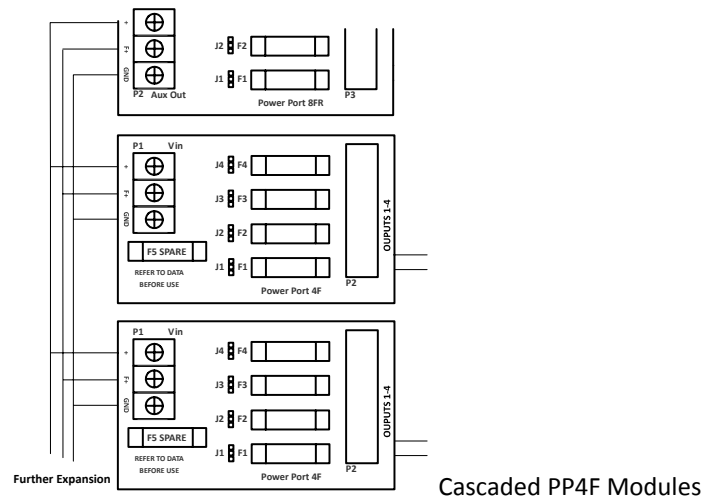 +
F+
GND
P2 Aux Out
J2 F2
J1 F1
Power Port 8FR
P3
P1 Vin
+
F+
GND
F5 SPARE
REFER TO DATA
BEFORE USE
J4 F4
J3 F3
J2 F2
J1 F1
Power Port 4F
P2
OUPUTS 1-4
P1 Vin
+
F+
GND
F5 SPARE
REFER TO DATA
BEFORE USE
J4 F4
J3 F3
J2 F2
J1 F1
Power Port 4F
P2
OUPUTS 1-4
Further Expansion
Cascaded PP4F Modules